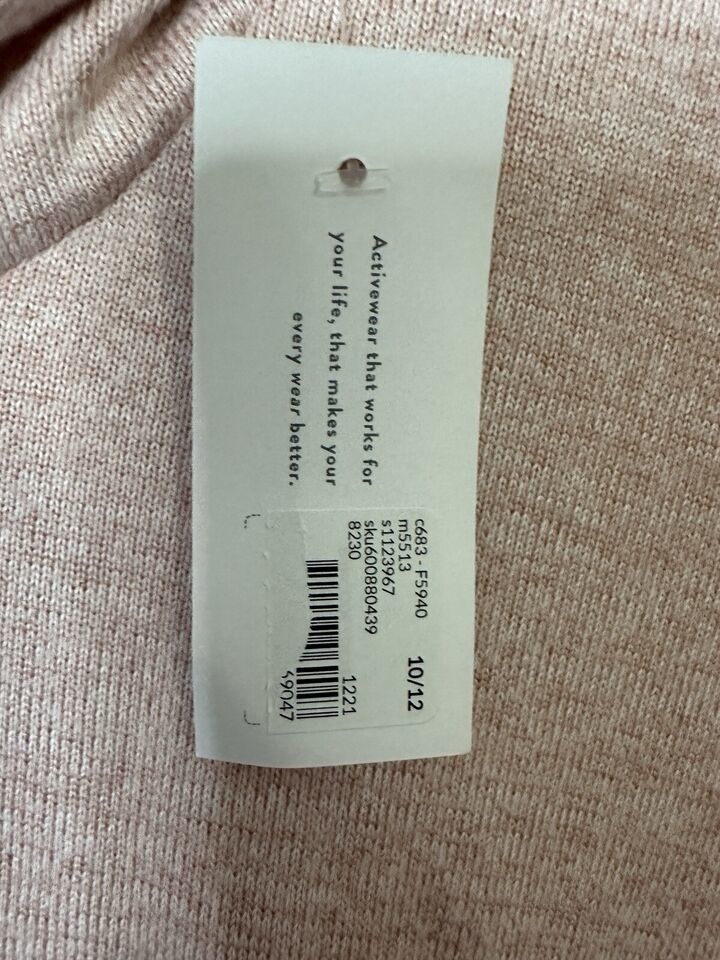 Activewear that works for
your life, that makes your
every wear better.
c683 - F5940
m5513
s1123967
sku600880439
8230
10/12
1221
49047